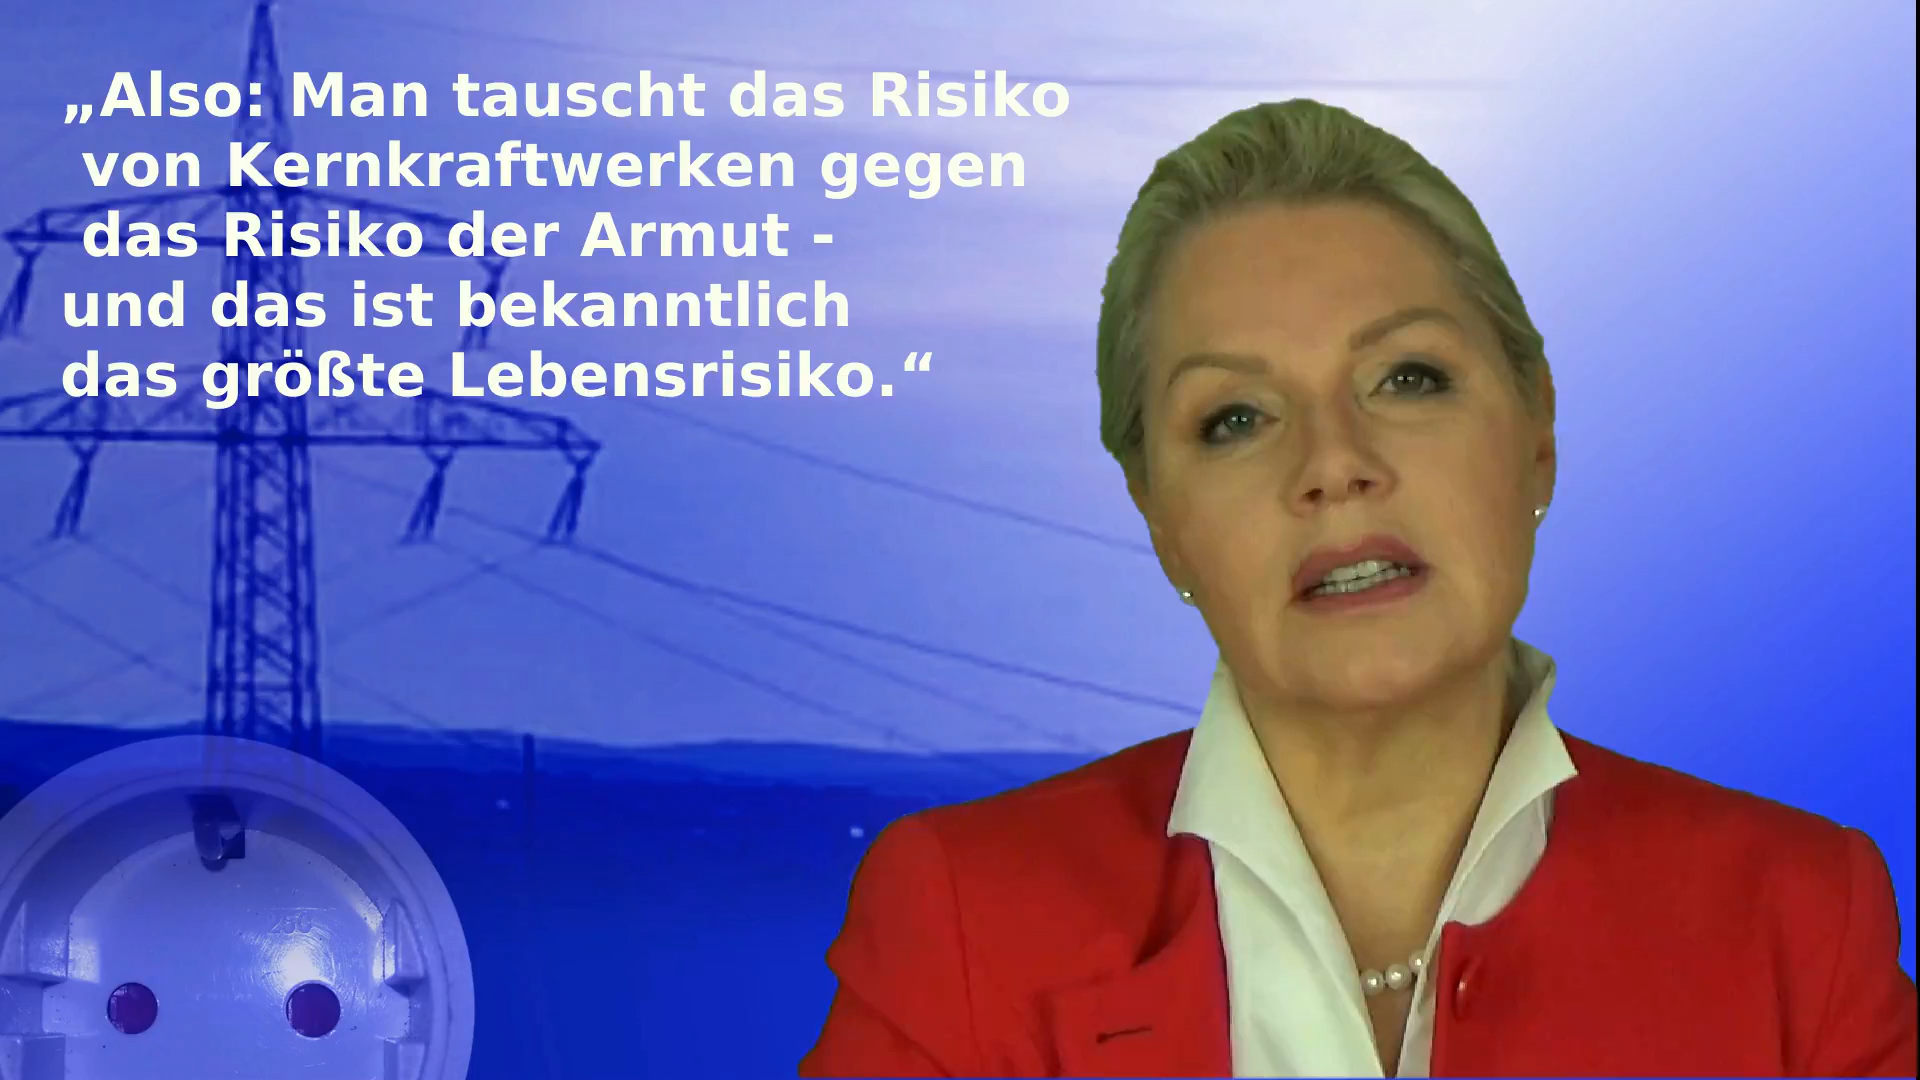 „Also: Man tauscht das Risiko
von Kernkraftwerken gegen
das Risiko der Armut -
und das ist bekanntlich
das größte Lebensrisiko.“